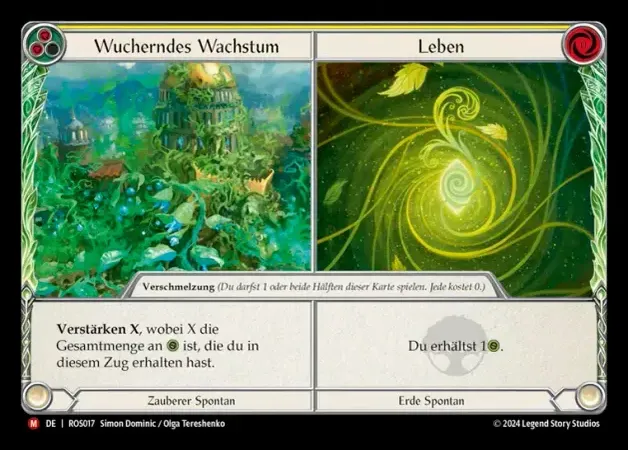 Wucherndes Wachstum
Leben
Verschmelzung (Du darfst 1 oder beide Hälften dieser Karte spielen. Jede kostet 0.)
Verstärken X, wobei X die
Gesamtmenge an ist, die du in
diesem Zug erhalten hast.
Du erhältst 1.
Zauberer Spontan
Erde Spontan
M DE | ROS017 Simon Dominic / Olga Tereshenko
© 2024 Legend Story Studios